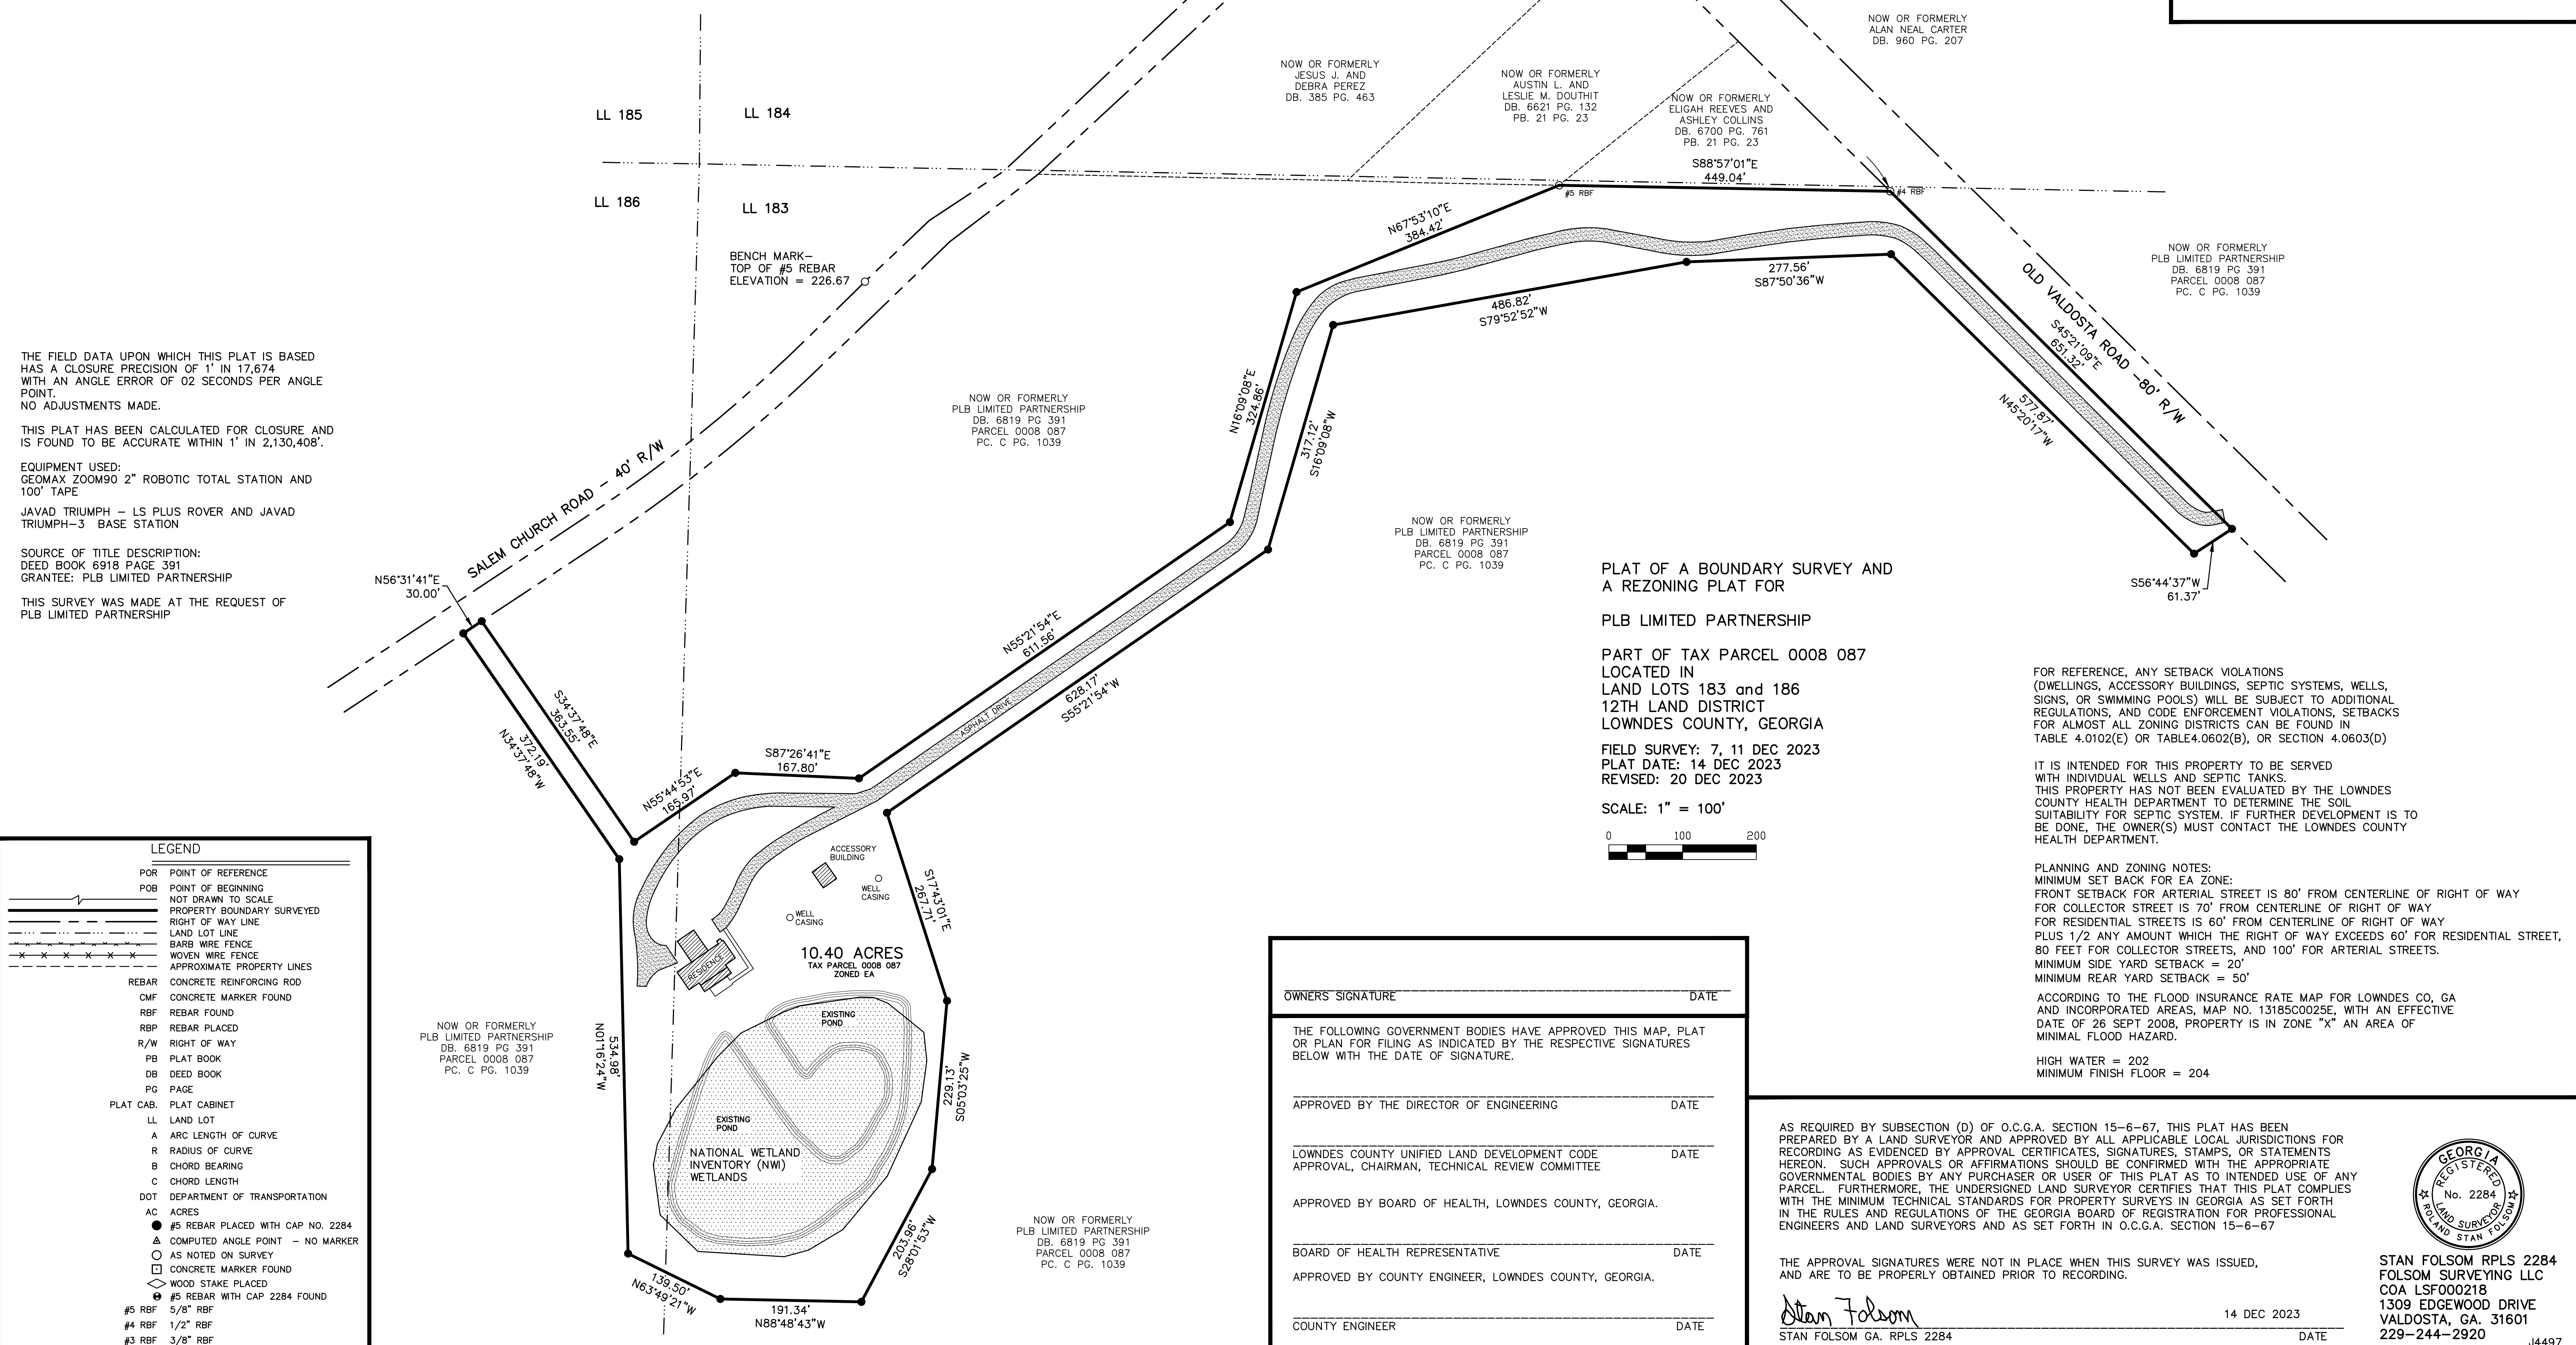 NOW OR FORMERLY
ALAN NEAL CARTER
DB. 960 PG. 207
NOW OR FORMERLY
JESUS J. AND
DEBRA PEREZ
DB. 385 PG. 463
NOW OR FORMERLY
AUSTIN L. AND
LESLIE M. DOUTHIT
DB. 6621 PG. 132
PB. 21 PG. 23
NOW OR FORMERLY
ELIGAH REEVES AND
ASHLEY COLLINS
DB. 6700 PG. 761
PB. 21 PG. 23
LL 185
LL 184
LL 186
LL 183
S88°57'01"E
449.04'
#5 RBF
#4 RBF
N67°53'10"E
384.42'
BENCH MARK-
TOP OF #5 REBAR
ELEVATION = 226.67
277.56'
S87°50'36"W
486.82'
S79°52'52"W
OLD VALDOSTA ROAD -80' R/W
S45°21'09"E
651.32'
577.87'
N45°20'17"W
NOW OR FORMERLY
PLB LIMITED PARTNERSHIP
DB. 6819 PG 391
PARCEL 0008 087
PC. C PG. 1039
THE FIELD DATA UPON WHICH THIS PLAT IS BASED
HAS A CLOSURE PRECISION OF 1' IN 17,674
WITH AN ANGLE ERROR OF 02 SECONDS PER ANGLE
POINT.
NO ADJUSTMENTS MADE.
THIS PLAT HAS BEEN CALCULATED FOR CLOSURE AND
IS FOUND TO BE ACCURATE WITHIN 1' IN 2,130,408'.
EQUIPMENT USED:
GEOMAX ZOOM90 2" ROBOTIC TOTAL STATION AND
100' TAPE
JAVAD TRIUMPH - LS PLUS ROVER AND JAVAD
TRIUMPH-3 BASE STATION
SOURCE OF TITLE DESCRIPTION:
DEED BOOK 6918 PAGE 391
GRANTEE: PLB LIMITED PARTNERSHIP
THIS SURVEY WAS MADE AT THE REQUEST OF
PLB LIMITED PARTNERSHIP
NOW OR FORMERLY
PLB LIMITED PARTNERSHIP
DB. 6819 PG 391
PARCEL 0008 087
PC. C PG. 1039
N16°09'08"E
324.86'
317.12'
S16°09'08"W
SALEM CHURCH ROAD - 40' R/W
N56°31'41"E
30.00'
NOW OR FORMERLY
PLB LIMITED PARTNERSHIP
DB. 6819 PG 391
PARCEL 0008 087
PC. C PG. 1039
S56°44'37"W
61.37'
N55°21'54"E
611.56'
628.17'
S55°21'54"W
ASPHALT DRIVE
S34°37'48"E
363.55'
372.19'
N34°37'48"W
S87°26'41"E
167.80'
N55°44'53"E
165.97'
PLAT OF A BOUNDARY SURVEY AND
A REZONING PLAT FOR
PLB LIMITED PARTNERSHIP
PART OF TAX PARCEL 0008 087
LOCATED IN
LAND LOTS 183 and 186
12TH LAND DISTRICT
LOWNDES COUNTY, GEORGIA
FIELD SURVEY: 7, 11 DEC 2023
PLAT DATE: 14 DEC 2023
REVISED: 20 DEC 2023
SCALE: 1" = 100'
0 100 200
FOR REFERENCE, ANY SETBACK VIOLATIONS
(DWELLINGS, ACCESSORY BUILDINGS, SEPTIC SYSTEMS, WELLS,
SIGNS, OR SWIMMING POOLS) WILL BE SUBJECT TO ADDITIONAL
REGULATIONS, AND CODE ENFORCEMENT VIOLATIONS, SETBACKS
FOR ALMOST ALL ZONING DISTRICTS CAN BE FOUND IN
TABLE 4.0102(E) OR TABLE4.0602(B), OR SECTION 4.0603(D)
IT IS INTENDED FOR THIS PROPERTY TO BE SERVED
WITH INDIVIDUAL WELLS AND SEPTIC TANKS.
THIS PROPERTY HAS NOT BEEN EVALUATED BY THE LOWNDES
COUNTY HEALTH DEPARTMENT TO DETERMINE THE SOIL
SUITABILITY FOR SEPTIC SYSTEM. IF FURTHER DEVELOPMENT IS TO
BE DONE, THE OWNER(S) MUST CONTACT THE LOWNDES COUNTY
HEALTH DEPARTMENT.
PLANNING AND ZONING NOTES:
MINIMUM SET BACK FOR EA ZONE:
FRONT SETBACK FOR ARTERIAL STREET IS 80' FROM CENTERLINE OF RIGHT OF WAY
FOR COLLECTOR STREET IS 70' FROM CENTERLINE OF RIGHT OF WAY
FOR RESIDENTIAL STREETS IS 60' FROM CENTERLINE OF RIGHT OF WAY
PLUS 1/2 ANY AMOUNT WHICH THE RIGHT OF WAY EXCEEDS 60' FOR RESIDENTIAL STREET,
80 FEET FOR COLLECTOR STREETS, AND 100' FOR ARTERIAL STREETS.
MINIMUM SIDE YARD SETBACK = 20'
MINIMUM REAR YARD SETBACK = 50'
ACCORDING TO THE FLOOD INSURANCE RATE MAP FOR LOWNDES CO, GA
AND INCORPORATED AREAS, MAP NO. 13185C0025E, WITH AN EFFECTIVE
DATE OF 26 SEPT 2008, PROPERTY IS IN ZONE "X" AN AREA OF
MINIMAL FLOOD HAZARD.
HIGH WATER = 202
MINIMUM FINISH FLOOR = 204
ACCESSORY
BUILDING
WELL
CASING
WELL
CASING
S17°43'01"E
267.71'
RESIDENCE
10.40 ACRES
TAX PARCEL 0008 087
ZONED EA
EXISTING
POND
EXISTING
POND
NATIONAL WETLAND
INVENTORY (NWI)
WETLANDS
534.98'
N01°16'24"W
229.13'
S05°03'25"W
203.96'
S28°01'53"W
139.50'
N63°49'21"W
191.34'
N88°48'43"W
NOW OR FORMERLY
PLB LIMITED PARTNERSHIP
DB. 6819 PG 391
PARCEL 0008 087
PC. C PG. 1039
NOW OR FORMERLY
PLB LIMITED PARTNERSHIP
DB. 6819 PG 391
PARCEL 0008 087
PC. C PG. 1039
LEGEND
POR POINT OF REFERENCE
POB POINT OF BEGINNING
NOT DRAWN TO SCALE
PROPERTY BOUNDARY SURVEYED
RIGHT OF WAY LINE
LAND LOT LINE
BARB WIRE FENCE
WOVEN WIRE FENCE
APPROXIMATE PROPERTY LINES
REBAR CONCRETE REINFORCING ROD
CMF CONCRETE MARKER FOUND
RBF REBAR FOUND
RBP REBAR PLACED
R/W RIGHT OF WAY
PB PLAT BOOK
DB DEED BOOK
PG PAGE
PLAT CAB. PLAT CABINET
LL LAND LOT
A ARC LENGTH OF CURVE
R RADIUS OF CURVE
B CHORD BEARING
C CHORD LENGTH
DOT DEPARTMENT OF TRANSPORTATION
AC ACRES
#5 REBAR PLACED WITH CAP NO. 2284
COMPUTED ANGLE POINT - NO MARKER
AS NOTED ON SURVEY
CONCRETE MARKER FOUND
WOOD STAKE PLACED
#5 REBAR WITH CAP 2284 FOUND
#5 RBF 5/8" RBF
#4 RBF 1/2" RBF
#3 RBF 3/8" RBF
OWNERS SIGNATURE DATE
THE FOLLOWING GOVERNMENT BODIES HAVE APPROVED THIS MAP, PLAT
OR PLAN FOR FILING AS INDICATED BY THE RESPECTIVE SIGNATURES
BELOW WITH THE DATE OF SIGNATURE.
APPROVED BY THE DIRECTOR OF ENGINEERING DATE
LOWNDES COUNTY UNIFIED LAND DEVELOPMENT CODE DATE
APPROVAL, CHAIRMAN, TECHNICAL REVIEW COMMITTEE
APPROVED BY BOARD OF HEALTH, LOWNDES COUNTY, GEORGIA.
BOARD OF HEALTH REPRESENTATIVE DATE
APPROVED BY COUNTY ENGINEER, LOWNDES COUNTY, GEORGIA.
COUNTY ENGINEER DATE
AS REQUIRED BY SUBSECTION (D) OF O.C.G.A. SECTION 15-6-67, THIS PLAT HAS BEEN
PREPARED BY A LAND SURVEYOR AND APPROVED BY ALL APPLICABLE LOCAL JURISDICTIONS FOR
RECORDING AS EVIDENCED BY APPROVAL CERTIFICATES, SIGNATURES, STAMPS, OR STATEMENTS
HEREON. SUCH APPROVALS OR AFFIRMATIONS SHOULD BE CONFIRMED WITH THE APPROPRIATE
GOVERNMENTAL BODIES BY ANY PURCHASER OR USER OF THIS PLAT AS TO INTENDED USE OF ANY
PARCEL. FURTHERMORE, THE UNDERSIGNED LAND SURVEYOR CERTIFIES THAT THIS PLAT COMPLIES
WITH THE MINIMUM TECHNICAL STANDARDS FOR PROPERTY SURVEYS IN GEORGIA AS SET FORTH
IN THE RULES AND REGULATIONS OF THE GEORGIA BOARD OF REGISTRATION FOR PROFESSIONAL
ENGINEERS AND LAND SURVEYORS AND AS SET FORTH IN O.C.G.A. SECTION 15-6-67
THE APPROVAL SIGNATURES WERE NOT IN PLACE WHEN THIS SURVEY WAS ISSUED,
AND ARE TO BE PROPERLY OBTAINED PRIOR TO RECORDING.
Stan Folsom
14 DEC 2023
STAN FOLSOM GA. RPLS 2284 DATE
GEORGIA
REGISTERED
No. 2284
LAND SURVEYOR
ROLAND STAN FOLSOM
STAN FOLSOM RPLS 2284
FOLSOM SURVEYING LLC
COA LSF000218
1309 EDGEWOOD DRIVE
VALDOSTA, GA. 31601
229-244-2920
J4497